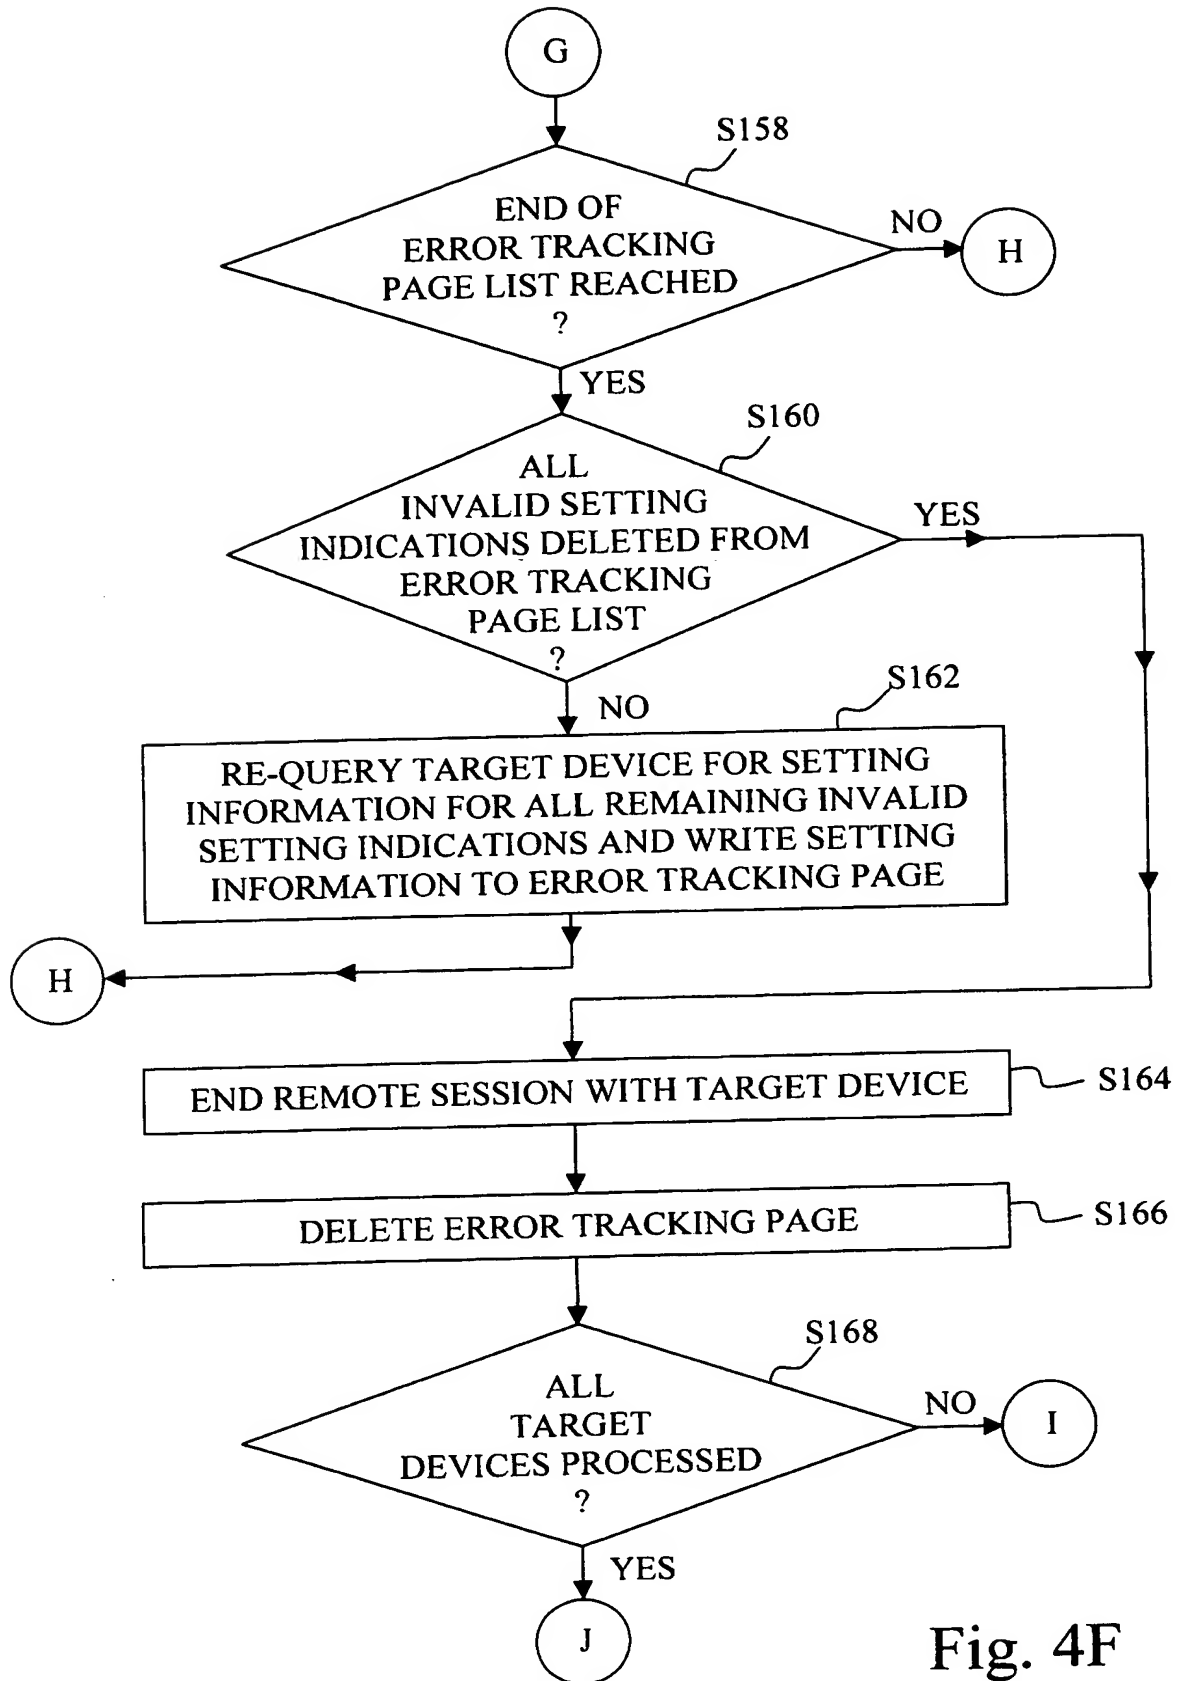 G
S158
END OF
ERROR TRACKING
PAGE LIST REACHED
?
NO
H
YES
S160
ALL
INVALID SETTING
INDICATIONS DELETED FROM
ERROR TRACKING
PAGE LIST
?
YES
NO
S162
RE-QUERY TARGET DEVICE FOR SETTING
INFORMATION FOR ALL REMAINING INVALID
SETTING INDICATIONS AND WRITE SETTING
INFORMATION TO ERROR TRACKING PAGE
H
END REMOTE SESSION WITH TARGET DEVICE
S164
DELETE ERROR TRACKING PAGE
S166
S168
ALL
TARGET
DEVICES PROCESSED
?
NO
I
YES
J
Fig. 4F